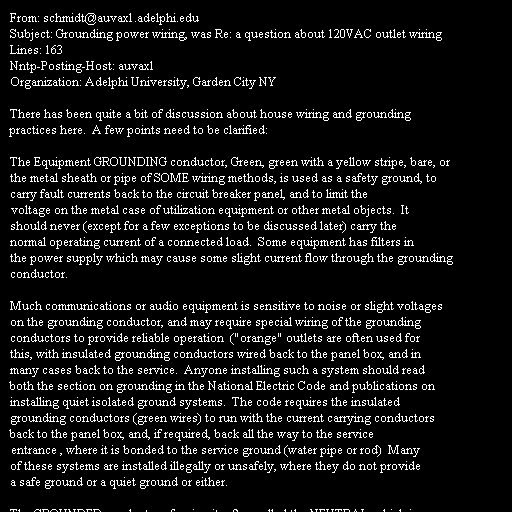 From: schmidt@auvax1.adelphi.edu
Subject: Grounding power wiring, was Re: a question about 120VAC outlet wiring
Lines: 163
Nntp-Posting-Host: auvax1
Organization: Adelphi University, Garden City NY

There has been quite a bit of discussion about house wiring and grounding
practices here.  A few points need to be clarified:

The Equipment GROUNDING conductor, Green, green with a yellow stripe, bare, or
the metal sheath or pipe of SOME wiring methods, is used as a safety ground, to
carry fault currents back to the circuit breaker panel, and to limit the
voltage on the metal case of utilization equipment or other metal objects.  It
should never (except for a few exceptions to be discussed later) carry the
normal operating current of a connected load.  Some equipment has filters in
the power supply which may cause some slight current flow through the grounding
conductor.

Much communications or audio equipment is sensitive to noise or slight voltages
on the grounding conductor, and may require special wiring of the grounding
conductors to provide reliable operation  ("orange" outlets are often used for
this, with insulated grounding conductors wired back to the panel box, and in
many cases back to the service.  Anyone installing such a system should read
both the section on grounding in the National Electric Code and publications on
installing quiet isolated ground systems.  The code requires the insulated
grounding conductors (green wires) to run with the current carrying conductors
back to the panel box, and, if required, back all the way to the service
entrance , where it is bonded to the service ground (water pipe or rod)  Many
of these systems are installed illegally or unsafely, where they do not provide
a safe ground or a quiet ground or either.